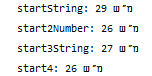 startString: 29 מ"ש
start2Number: 26 מ"ש
start3String: 27 מ"ש
start4: 26 מ"ש